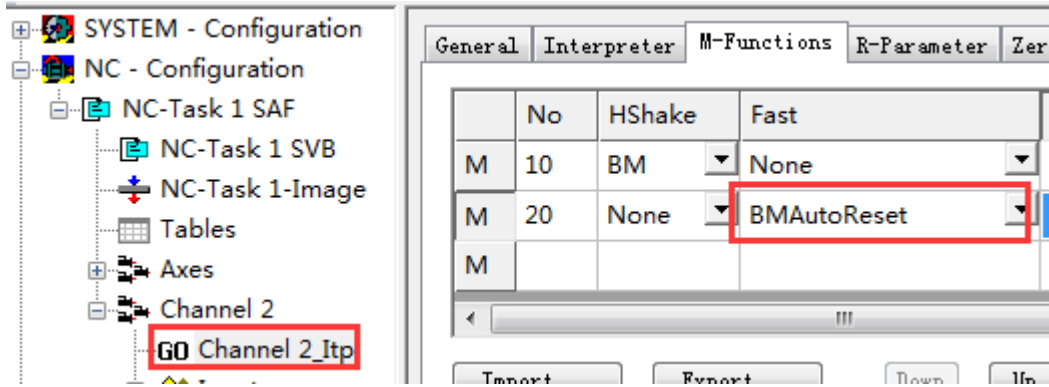 SYSTEM - Configuration
NC - Configuration
NC-Task 1 SAF
NC-Task 1 SVB
NC-Task 1-Image
Tables
Axes
Channel 2
GO Channel 2_Itp
General Interpreter M-Functions R-Parameter Zer
No HShake Fast
M 10 BM None
M 20 None BMAutoReset
M
Import Export Down Up